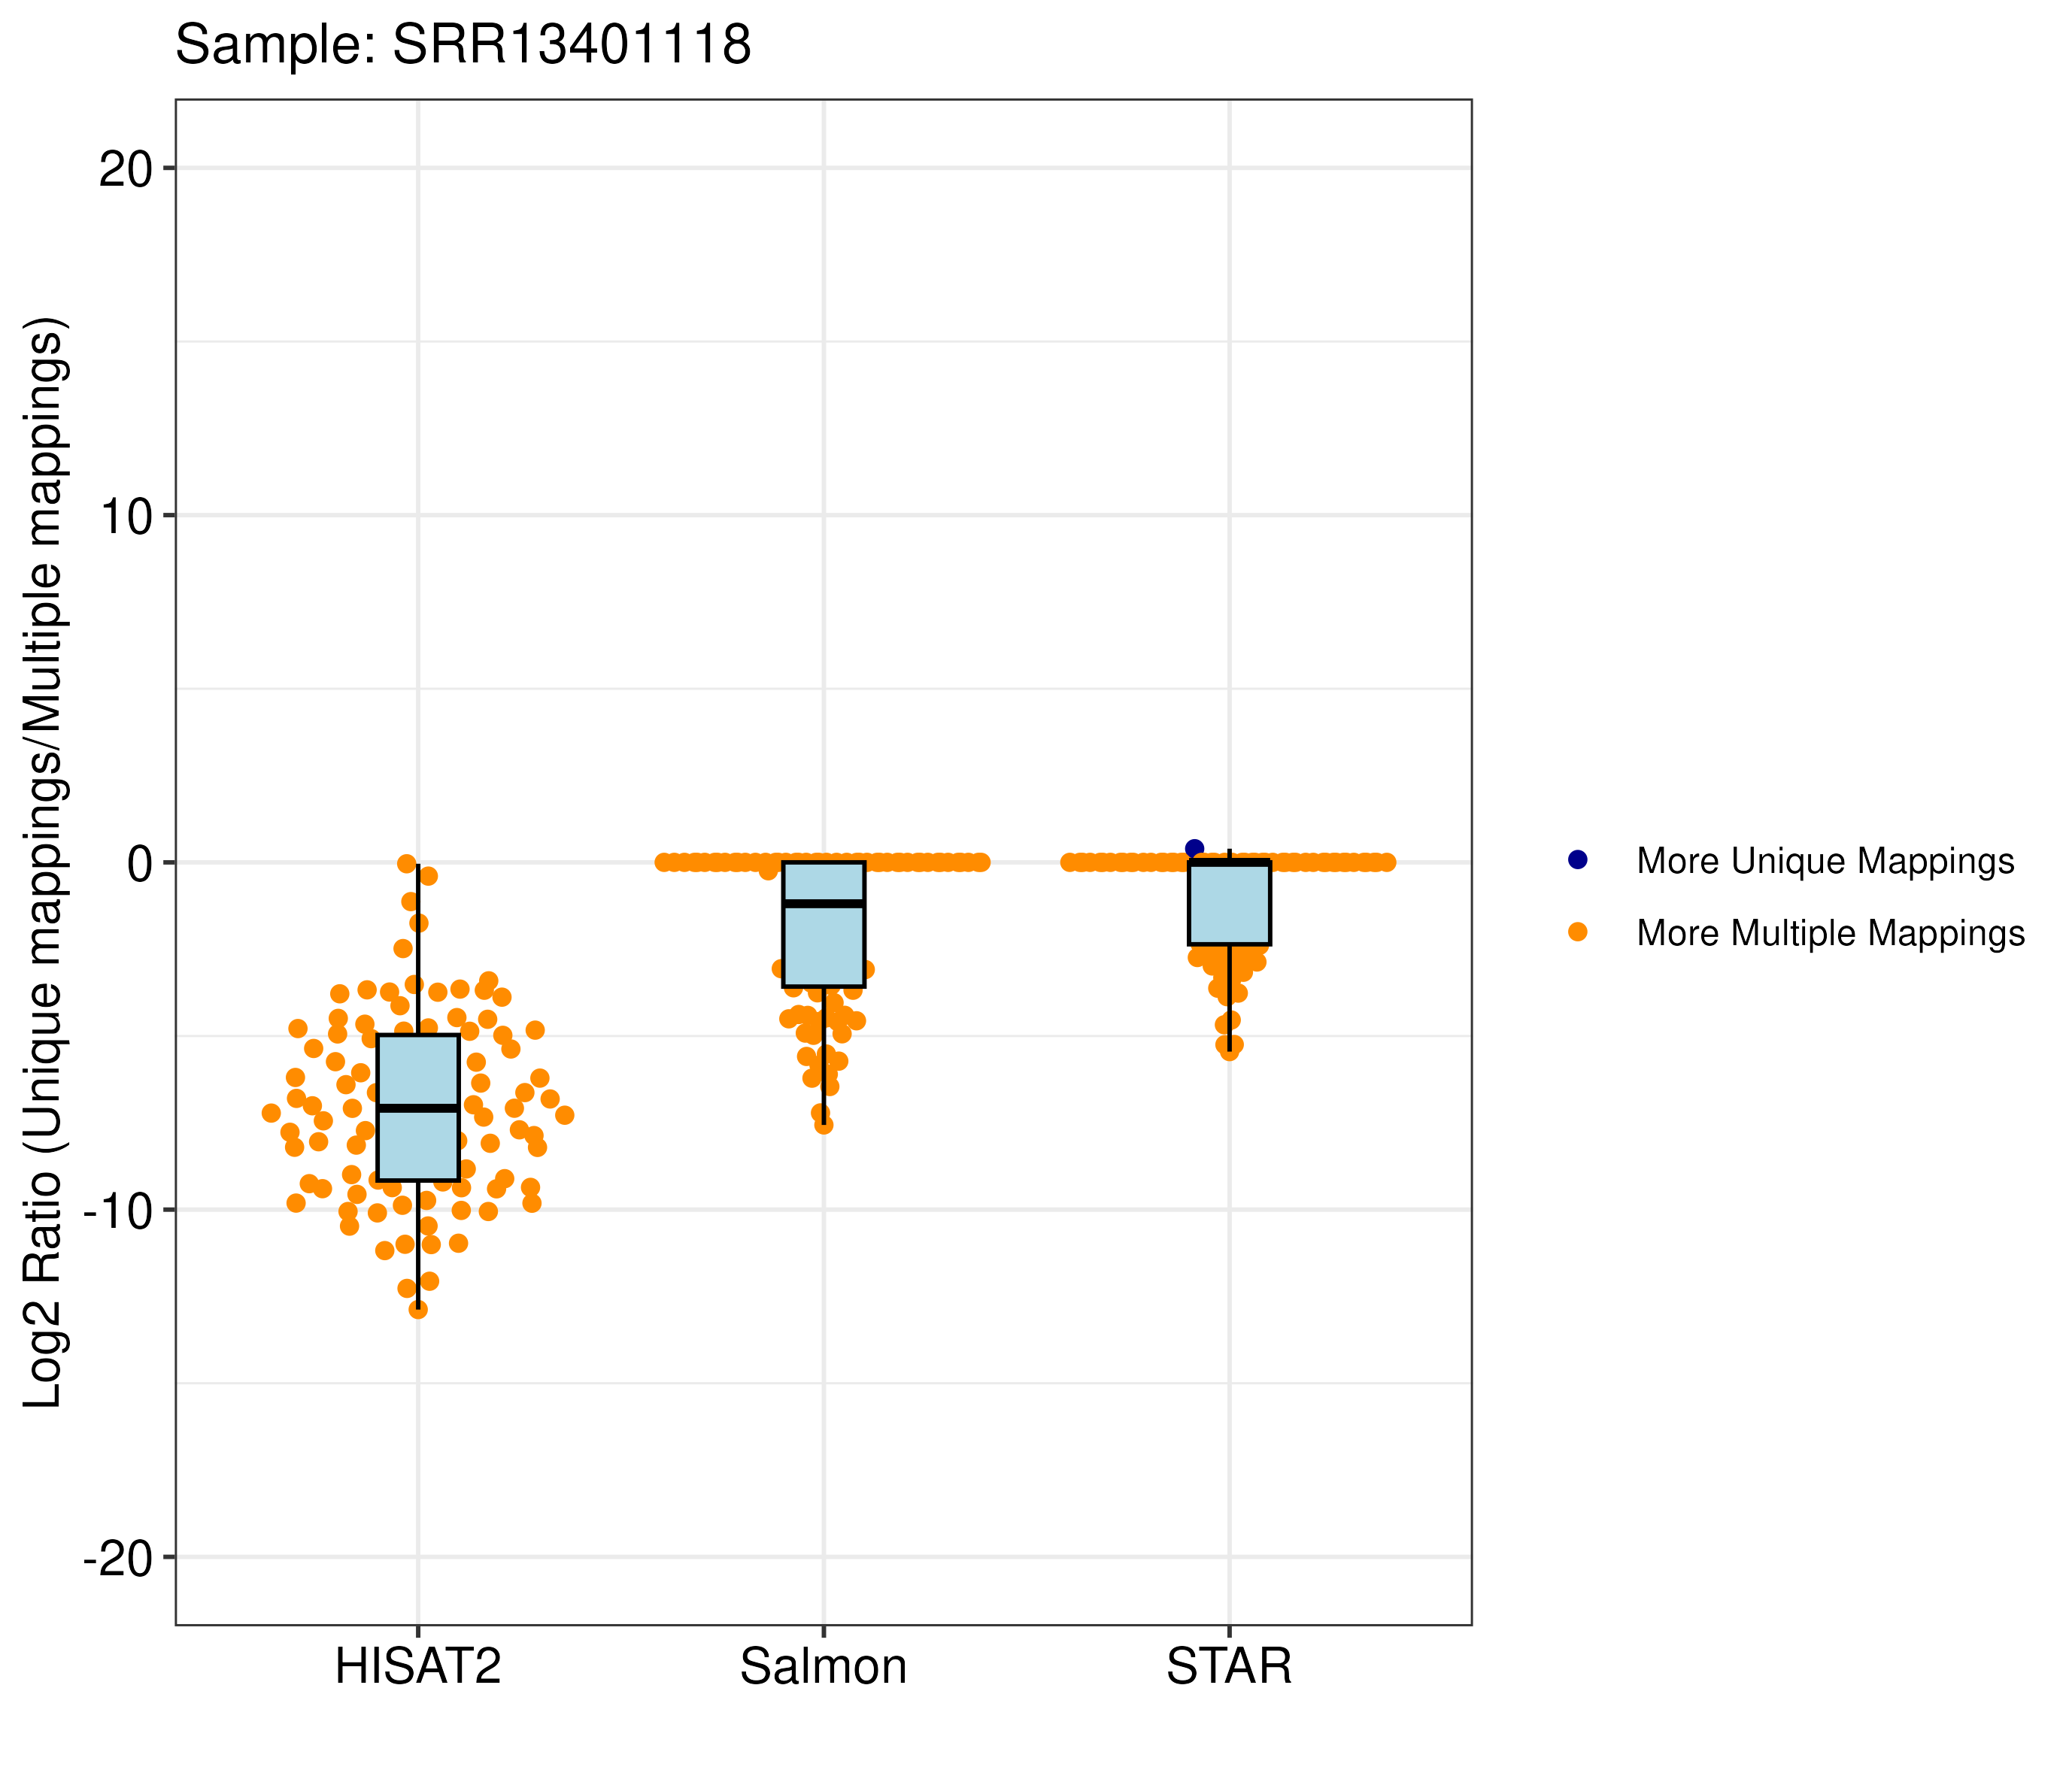 Sample: SRR13401118
Log2 Ratio (Unique mappings/Multiple mappings)
20
10
0
-10
-20
HISAT2
Salmon
STAR
More Unique Mappings
More Multiple Mappings